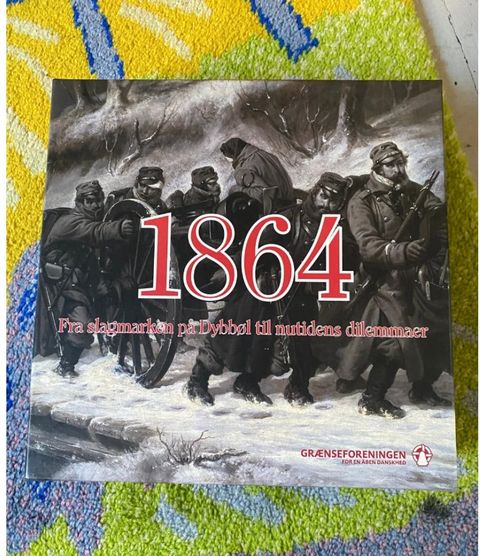 1864
Fra slagmarken på Dybbøl til nutidens dilemmaer
GRÆNSEFORENINGEN
FOR EN ÅBEN DANSKHED